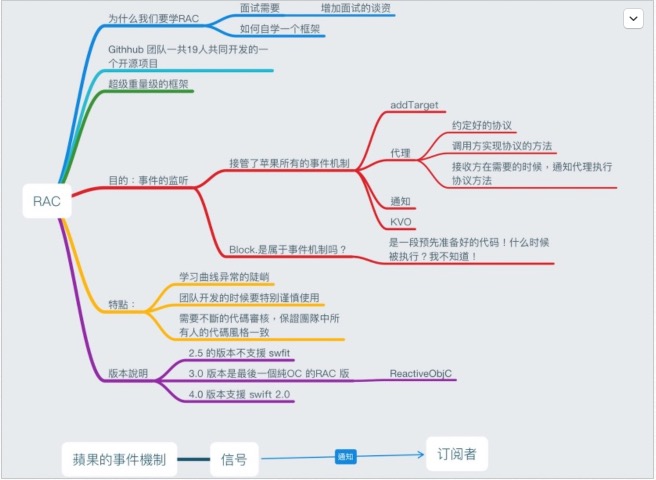 为什么我们要学RAC
面试需要
增加面试的谈资
如何自学一个框架
Githhub 团队一共19人共同开发的一
个开源项目
超级重量级的框架
RAC
目的：事件的监听
接管了苹果所有的事件机制
addTarget
代理
约定好的协议
调用方实现协议的方法
接收方在需要的时候，通知代理执行
协议方法
通知
KVO
Block.是属于事件机制吗？
是一段预先准备好的代码！什么时候
被执行？我不知道！
特點：
学习曲线异常的陡峭
团队开发的时候要特别谨慎使用
需要不斷的代碼審核，保證團隊中所
有人的代碼風格一致
版本說明
2.5 的版本不支援 swfit
3.0 版本是最後一個純OC 的RAC 版
ReactiveObjC
4.0 版本支援 swift 2.0
蘋果的事件機制
信号
通知
订阅者